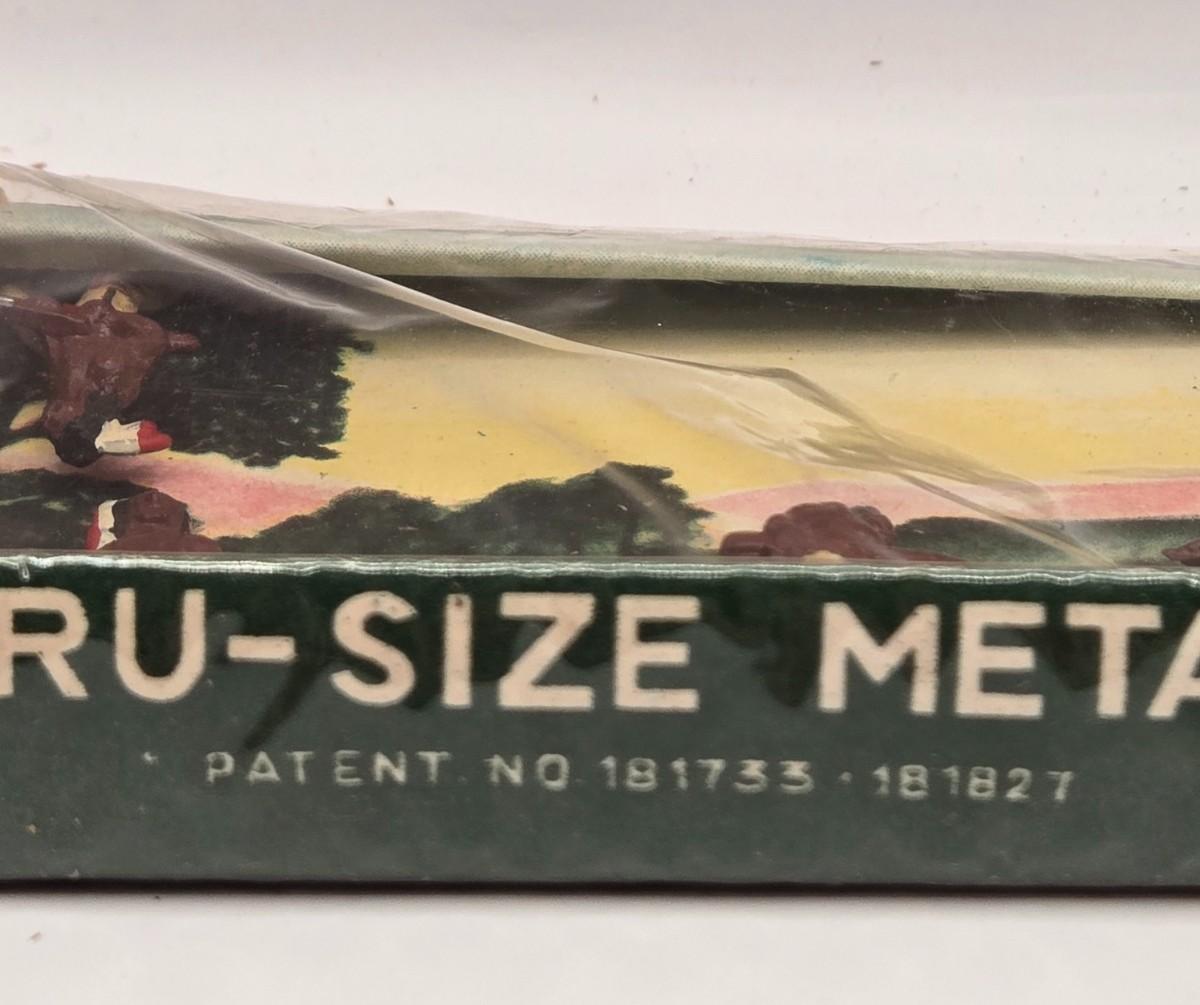 RU-SIZE META
PATENT NO 181733 · 181827